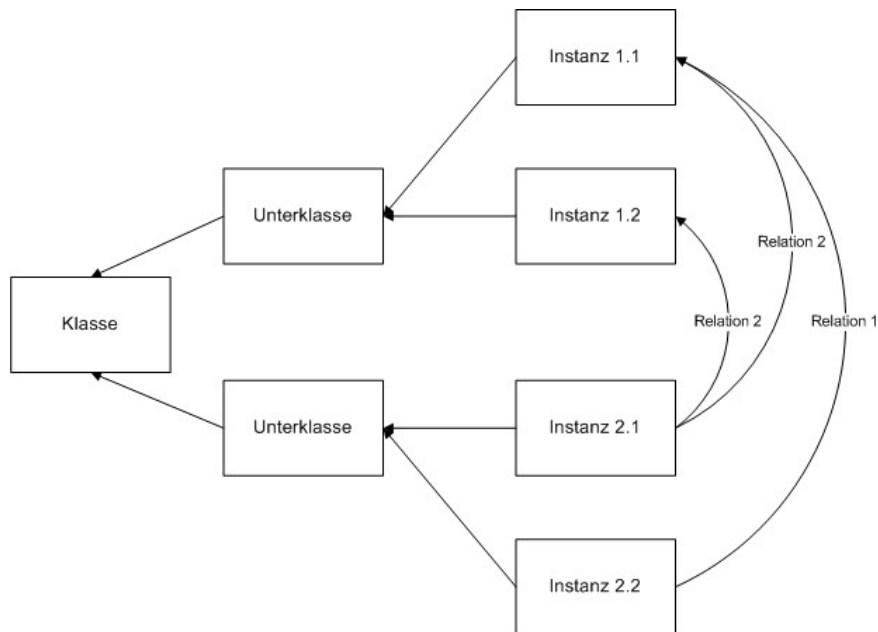 Instanz 1.1
Unterklasse
Instanz 1.2
Relation 2
Klasse
Relation 2
Relation 1
Unterklasse
Instanz 2.1
Instanz 2.2